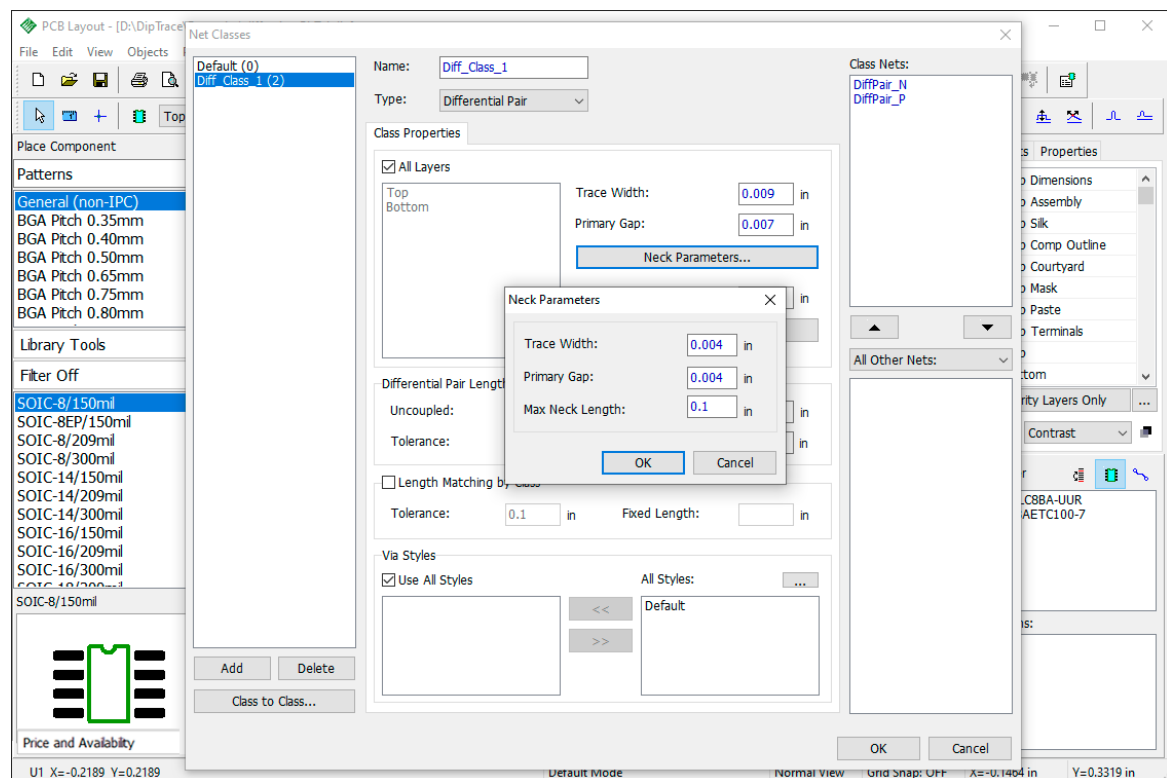 PCB Layout - [D:\DipTrace\
File Edit View Objects
Top
Place Component
Patterns
General (non-IPC)
BGA Pitch 0.35mm
BGA Pitch 0.40mm
BGA Pitch 0.50mm
BGA Pitch 0.65mm
BGA Pitch 0.75mm
BGA Pitch 0.80mm
Library Tools
Filter Off
SOIC-8/150mil
SOIC-8EP/150mil
SOIC-8/209mil
SOIC-8/300mil
SOIC-14/150mil
SOIC-14/209mil
SOIC-14/300mil
SOIC-16/150mil
SOIC-16/209mil
SOIC-16/300mil
SOIC-8/150mil
Price and Availability
Net Classes
Default (0)
Diff_Class_1 (2)
Add Delete
Class to Class...
Name: Diff_Class_1
Type: Differential Pair
Class Properties
All Layers
Top
Bottom
Trace Width: 0.009 in
Primary Gap: 0.007 in
Neck Parameters...
in
Neck Parameters
Trace Width: 0.004 in
Primary Gap: 0.004 in
Max Neck Length: 0.1 in
OK Cancel
Differential Pair Length
Uncoupled: in
Tolerance: in
Length Matching by Class
Tolerance: 0.1 in Fixed Length: in
Via Styles
Use All Styles All Styles: ...
<< Default
>>
Class Nets:
DiffPair_N
DiffPair_P
All Other Nets:
OK Cancel
ts Properties
Dimensions
Assembly
Silk
Comp Outline
Courtyard
Mask
Paste
Terminals
tom
rity Layers Only ...
Contrast
LC8BA-UUR
AETC100-7
ns:
U1 X=-0.2189 Y=0.2189 Default Mode Normal View Grid Snap: OFF X=-0.1464 in Y=0.3319 in